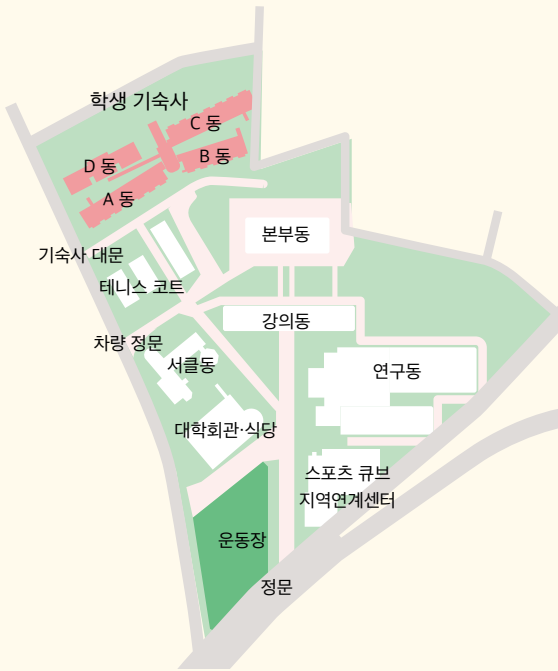 학생 기숙사
C 동
B 동
D 동
A 동
본부동
기숙사 대문
테니스 코트
강의동
차량 정문
서클동
연구동
대학회관·식당
스포츠 큐브
지역연계센터
운동장
정문